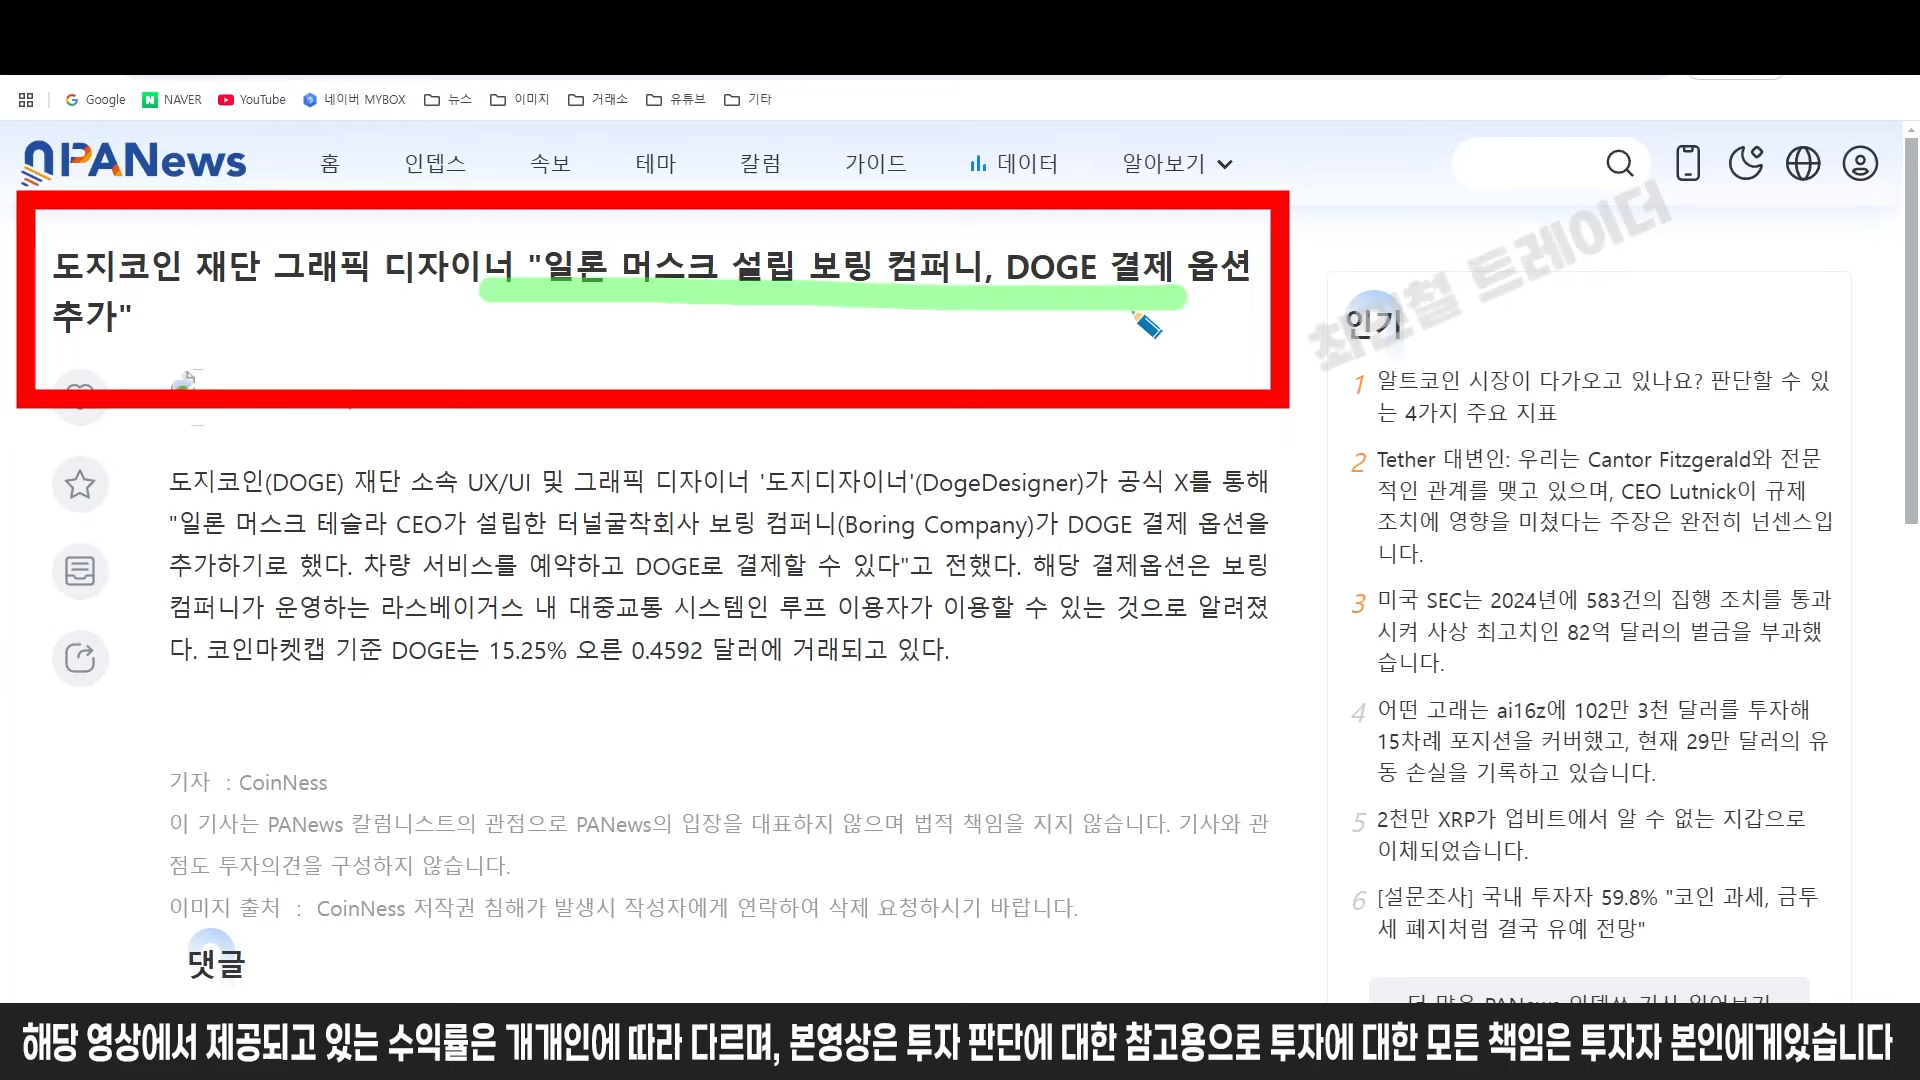 Google NAVER YouTube 네이버 MYBOX 뉴스 이미지 거래소 유튜브 기타
PANews 홈 인뎁스 속보 테마 칼럼 가이드 데이터 알아보기
도지코인 재단 그래픽 디자이너 "일론 머스크 설립 보링 컴퍼니, DOGE 결제 옵션
추가"
도지코인(DOGE) 재단 소속 UX/UI 및 그래픽 디자이너 '도지디자이너'(DogeDesigner)가 공식 X를 통해
"일론 머스크 테슬라 CEO가 설립한 터널굴착회사 보링 컴퍼니(Boring Company)가 DOGE 결제 옵션을
추가하기로 했다. 차량 서비스를 예약하고 DOGE로 결제할 수 있다"고 전했다. 해당 결제옵션은 보링
컴퍼니가 운영하는 라스베이거스 내 대중교통 시스템인 루프 이용자가 이용할 수 있는 것으로 알려졌
다. 코인마켓캡 기준 DOGE는 15.25% 오른 0.4592 달러에 거래되고 있다.
기자 : CoinNess
이 기사는 PANews 칼럼니스트의 관점으로 PANews의 입장을 대표하지 않으며 법적 책임을 지지 않습니다. 기사와 관
점도 투자의견을 구성하지 않습니다.
이미지 출처 : CoinNess 저작권 침해가 발생시 작성자에게 연락하여 삭제 요청하시기 바랍니다.
댓글
트레이더
인기
1 알트코인 시장이 다가오고 있나요? 판단할 수 있
는 4가지 주요 지표
2 Tether 대변인: 우리는 Cantor Fitzgerald와 전문
적인 관계를 맺고 있으며, CEO Lutnick이 규제
조치에 영향을 미쳤다는 주장은 완전히 넌센스입
니다.
3 미국 SEC는 2024년에 583건의 집행 조치를 통과
시켜 사상 최고치인 82억 달러의 벌금을 부과했
습니다.
4 어떤 고래는 ai16z에 102만 3천 달러를 투자해
15차례 포지션을 커버했고, 현재 29만 달러의 유
동 손실을 기록하고 있습니다.
5 2천만 XRP가 업비트에서 알 수 없는 지갑으로
이체되었습니다.
6 [설문조사] 국내 투자자 59.8% "코인 과세, 금투
세 폐지처럼 결국 유예 전망"
해당 영상에서 제공되고 있는 수익률은 개개인에 따라 다르며, 본영상은 투자 판단에 대한 참고용으로 투자에 대한 모든 책임은 투자자 본인에게있습니다